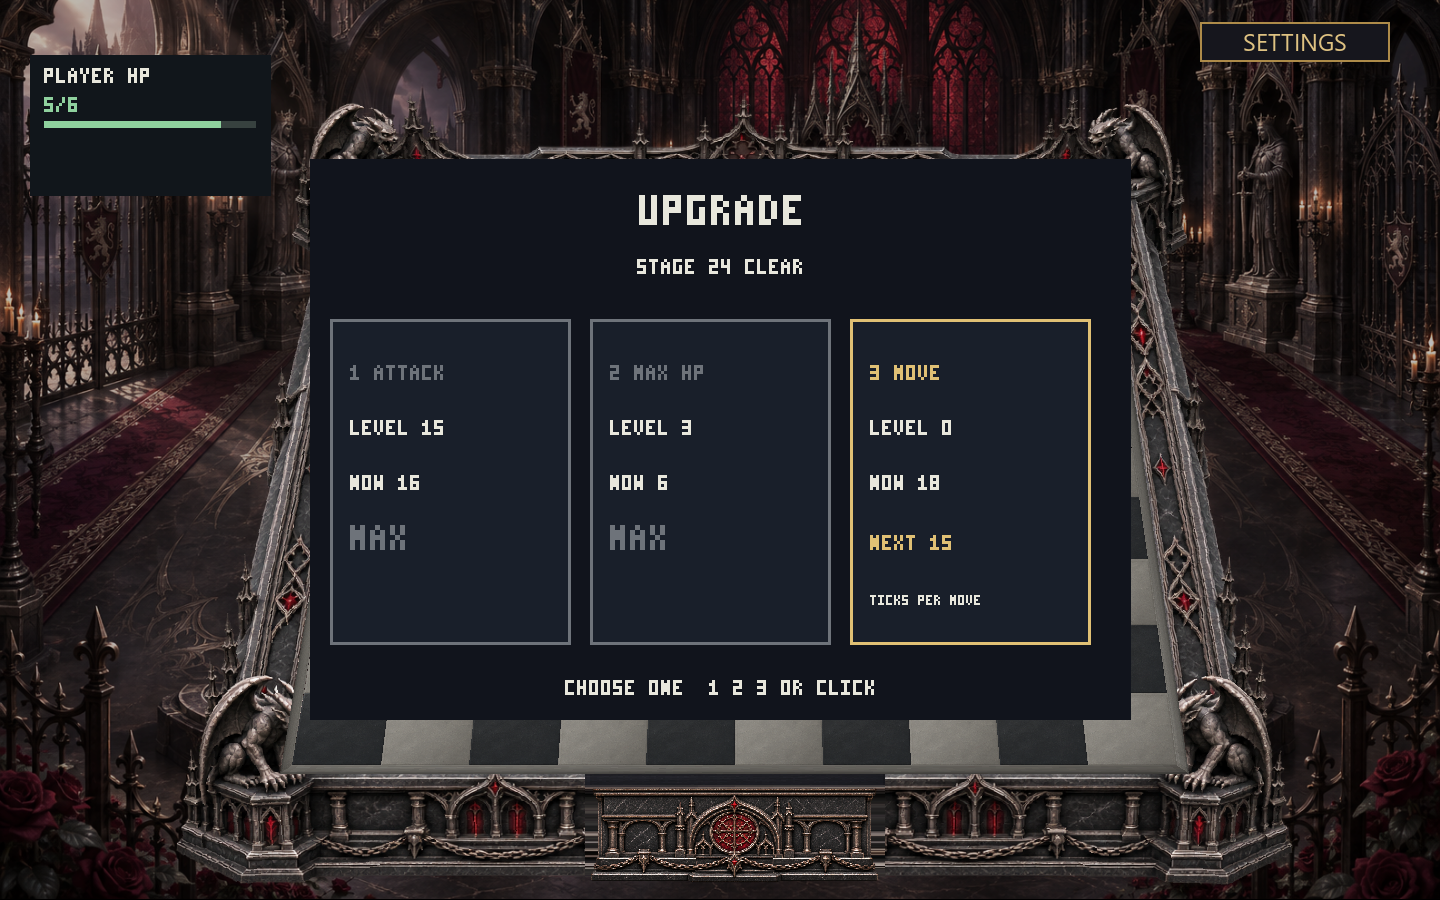 SETTINGS
PLAYER HP
5/6
UPGRADE
STAGE 24 CLEAR
1 ATTACK
LEVEL 15
NOW 16
MAX
2 MAX HP
LEVEL 3
NOW 6
MAX
3 MOVE
LEVEL 0
NOW 18
NEXT 15
TICKS PER MOVE
CHOOSE ONE 1 2 3 OR CLICK